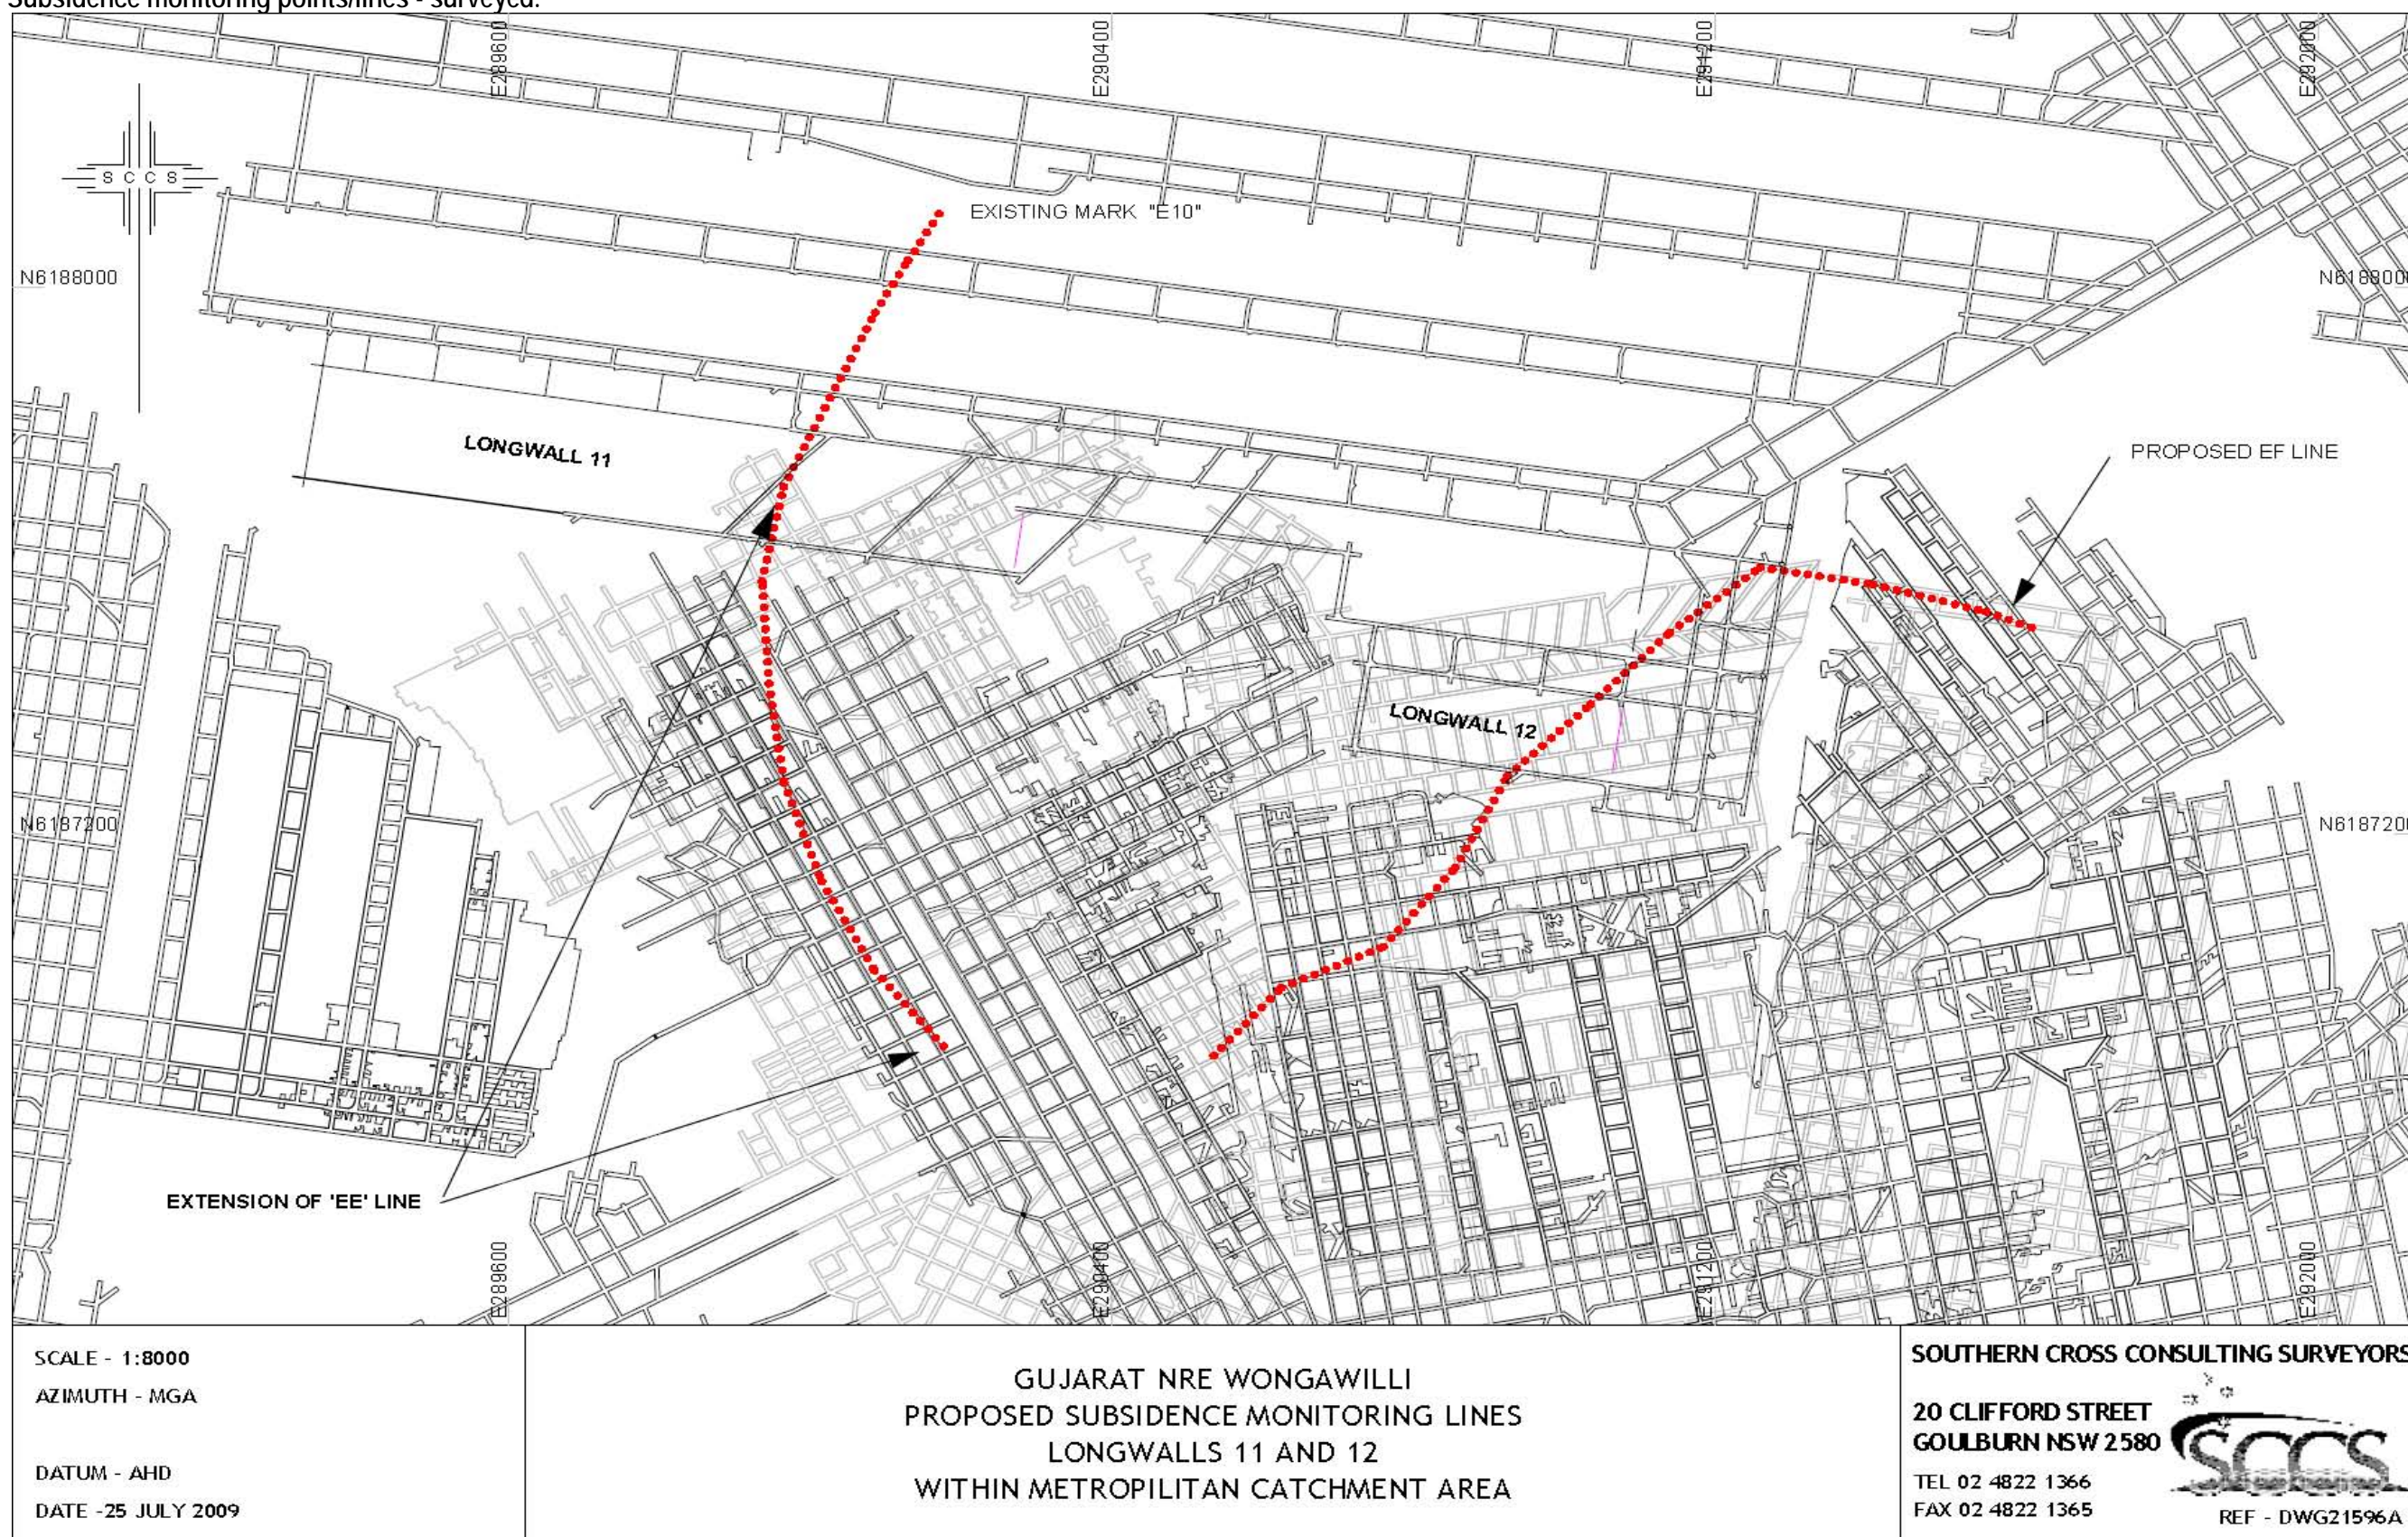 Subsidence monitoring points/lines - surveyed.
E289600
E290400
E291200
E292000
S C C S
EXISTING MARK "E10"
N6188000
N618800
LONGWALL 11
PROPOSED EF LINE
LONGWALL 12
N6187200
N618720
EXTENSION OF 'EE' LINE
E289600
E290400
E291200
E292000
SCALE - 1:8000
AZIMUTH - MGA
DATUM - AHD
DATE -25 JULY 2009
GUJARAT NRE WONGAWILLI
PROPOSED SUBSIDENCE MONITORING LINES
LONGWALLS 11 AND 12
WITHIN METROPILITAN CATCHMENT AREA
SOUTHERN CROSS CONSULTING SURVEYORS
20 CLIFFORD STREET
GOULBURN NSW 2580
TEL 02 4822 1366
FAX 02 4822 1365
SCCS
REF - DWG21596A